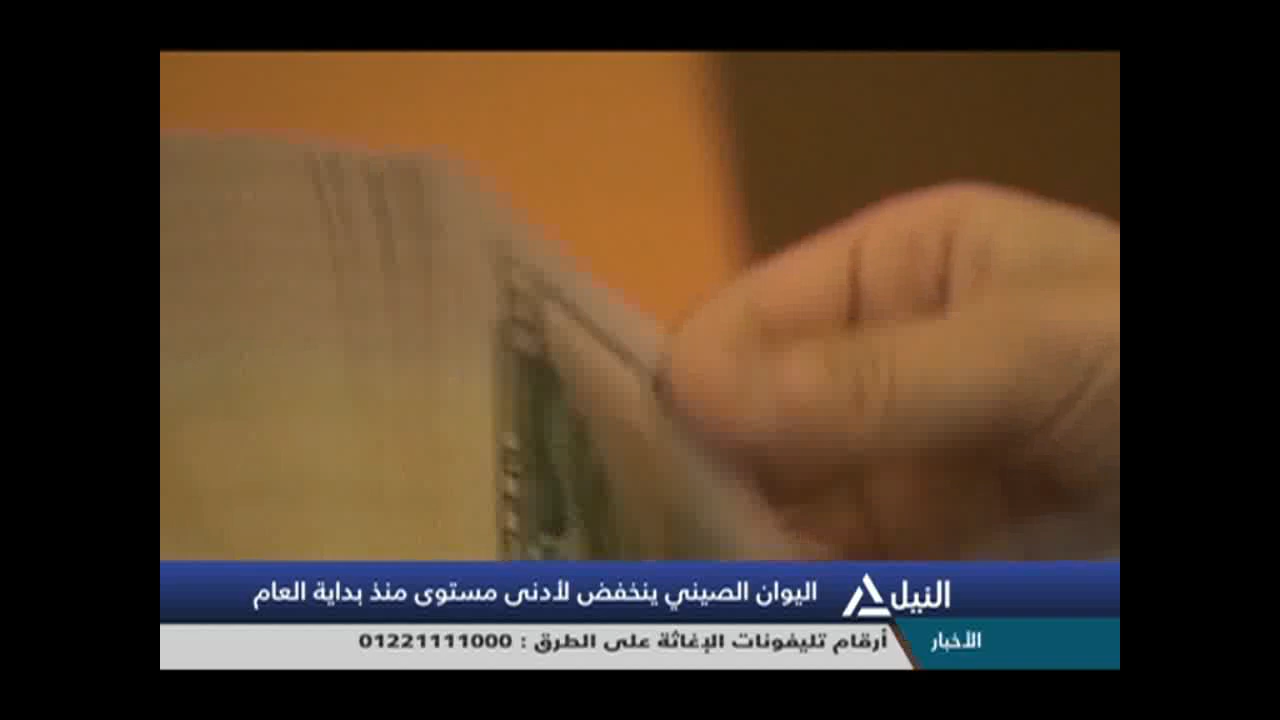 النيل
اليوان الصيني ينخفض لأدنى مستوى منذ بداية العام
الأخبار
أرقام تليفونات الإغاثة على الطرق : 01221111000